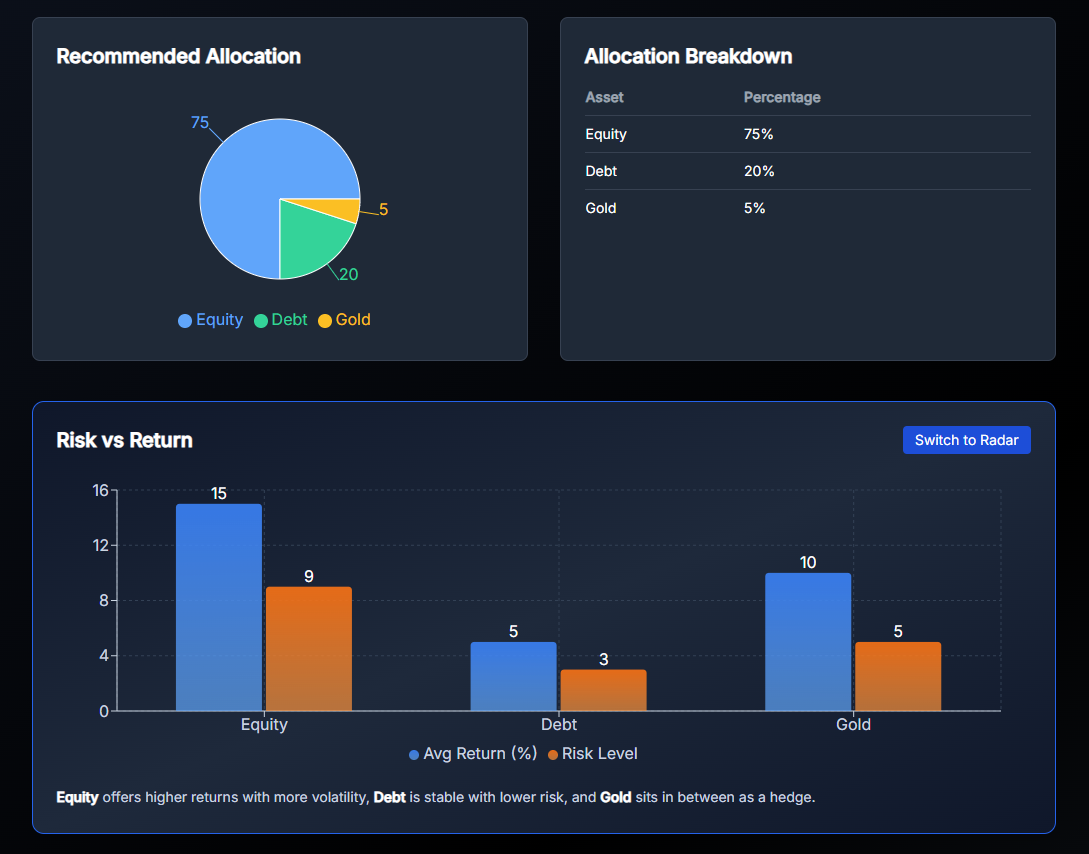 Recommended Allocation
75
5
20
Equity Debt Gold
Allocation Breakdown
Asset Percentage
Equity 75%
Debt 20%
Gold 5%
Risk vs Return
Switch to Radar
16
12
8
4
0
15
9
5
3
10
5
Equity Debt Gold
Avg Return (%) Risk Level
Equity offers higher returns with more volatility, Debt is stable with lower risk, and Gold sits in between as a hedge.